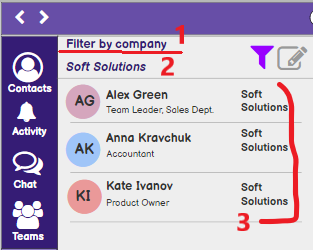 Filter by company
1
Soft Solutions
2
Contacts
AG
Alex Green
Team Leader, Sales Dept.
Soft
Solutions
Activity
AK
Anna Kravchuk
Accountant
Soft
Solutions
Chat
KI
Kate Ivanov
Product Owner
Soft
Solutions
3
Teams